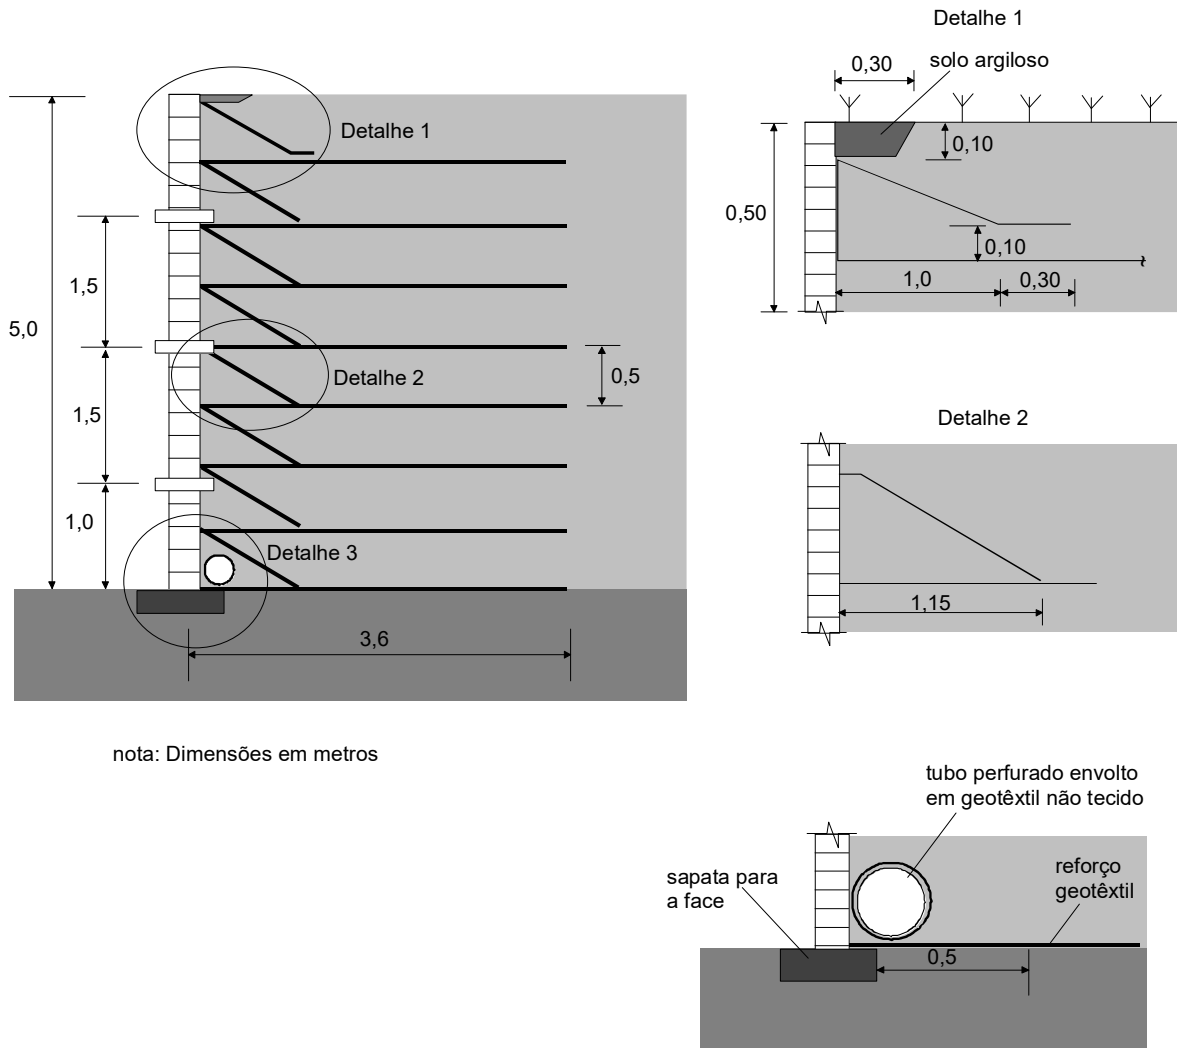 Detalhe 1
solo argiloso
0,30
0,10
0,50
0,10
1,0
0,30
Detalhe 1
1,5
5,0
Detalhe 2
0,5
1,5
1,0
Detalhe 3
3,6
Detalhe 2
1,15
nota: Dimensões em metros
tubo perfurado envolto
em geotêxtil não tecido
sapata para
a face
reforço
geotêxtil
0,5